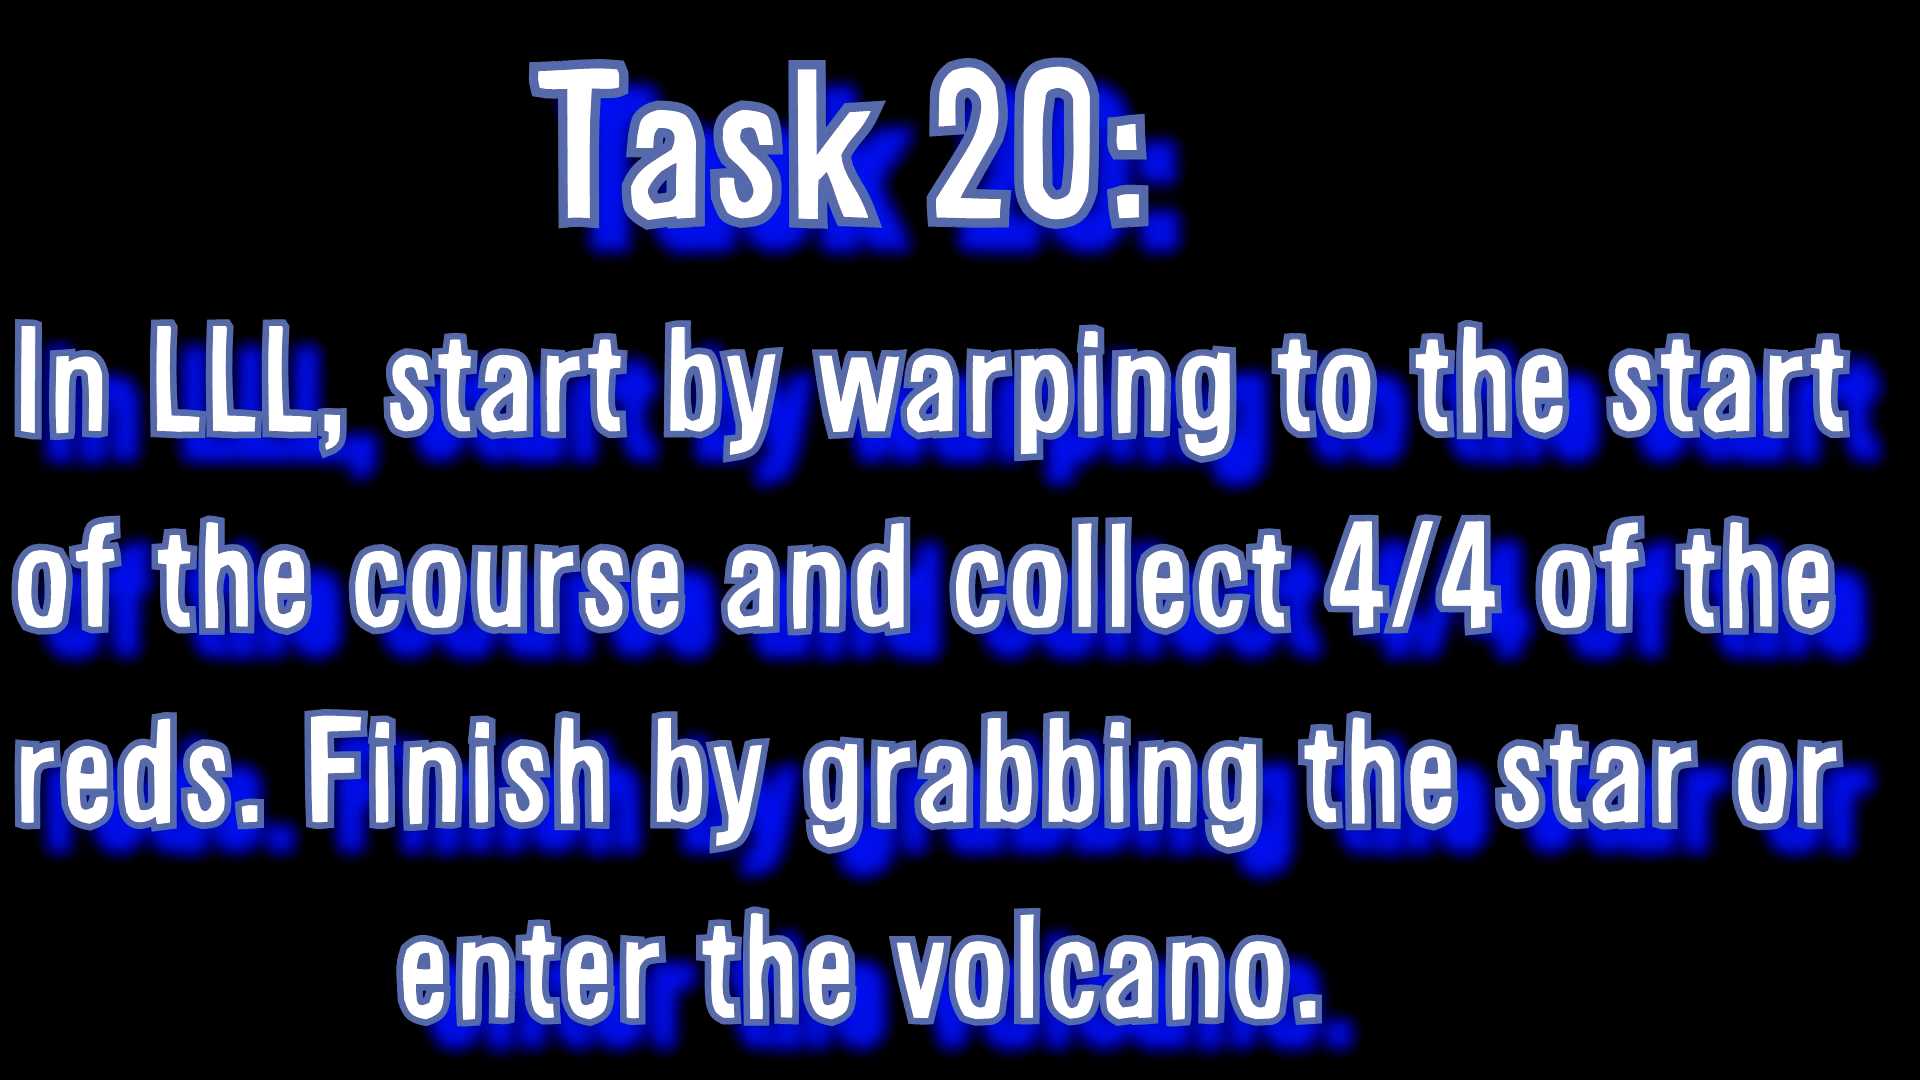 Task 20:
In LLL, start by warping to the start
of the course and collect 4/4 of the
reds. Finish by grabbing the star or
enter the volcano.